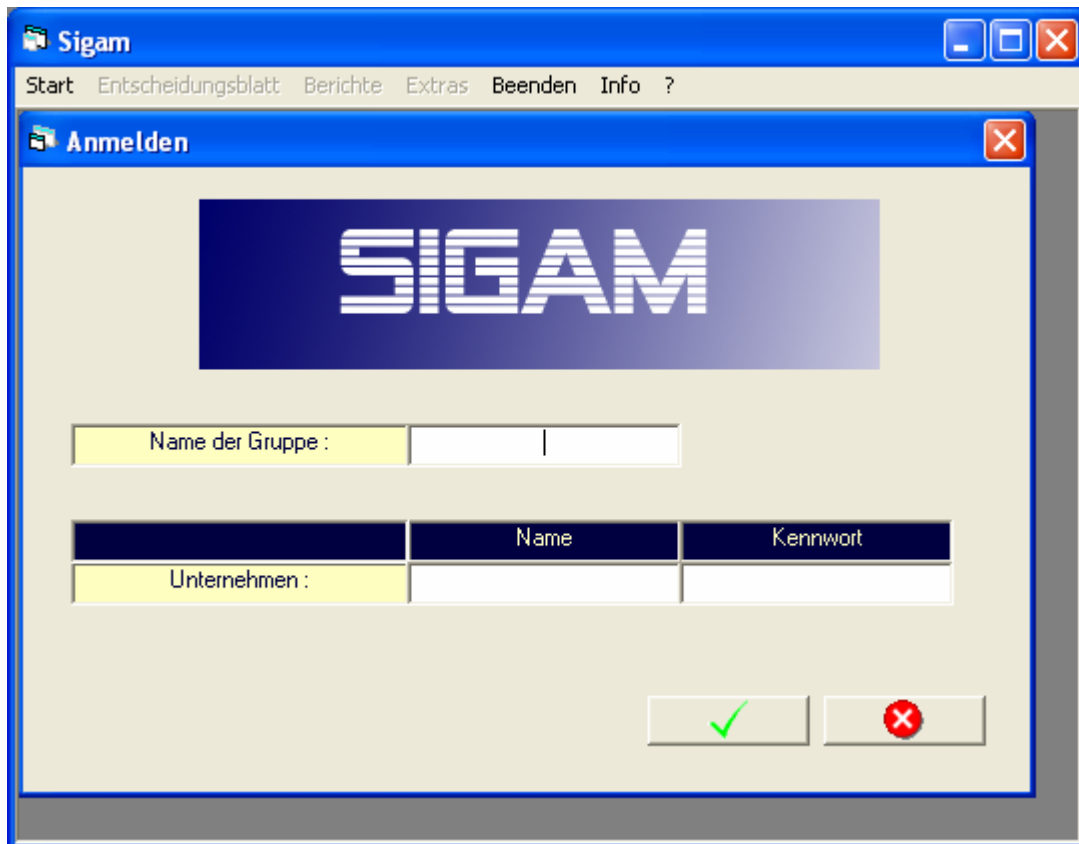 Sigam
Start Entscheidungsblatt Berichte Extras Beenden Info ?
Anmelden
SIGAM
Name der Gruppe :
Name Kennwort
Unternehmen :